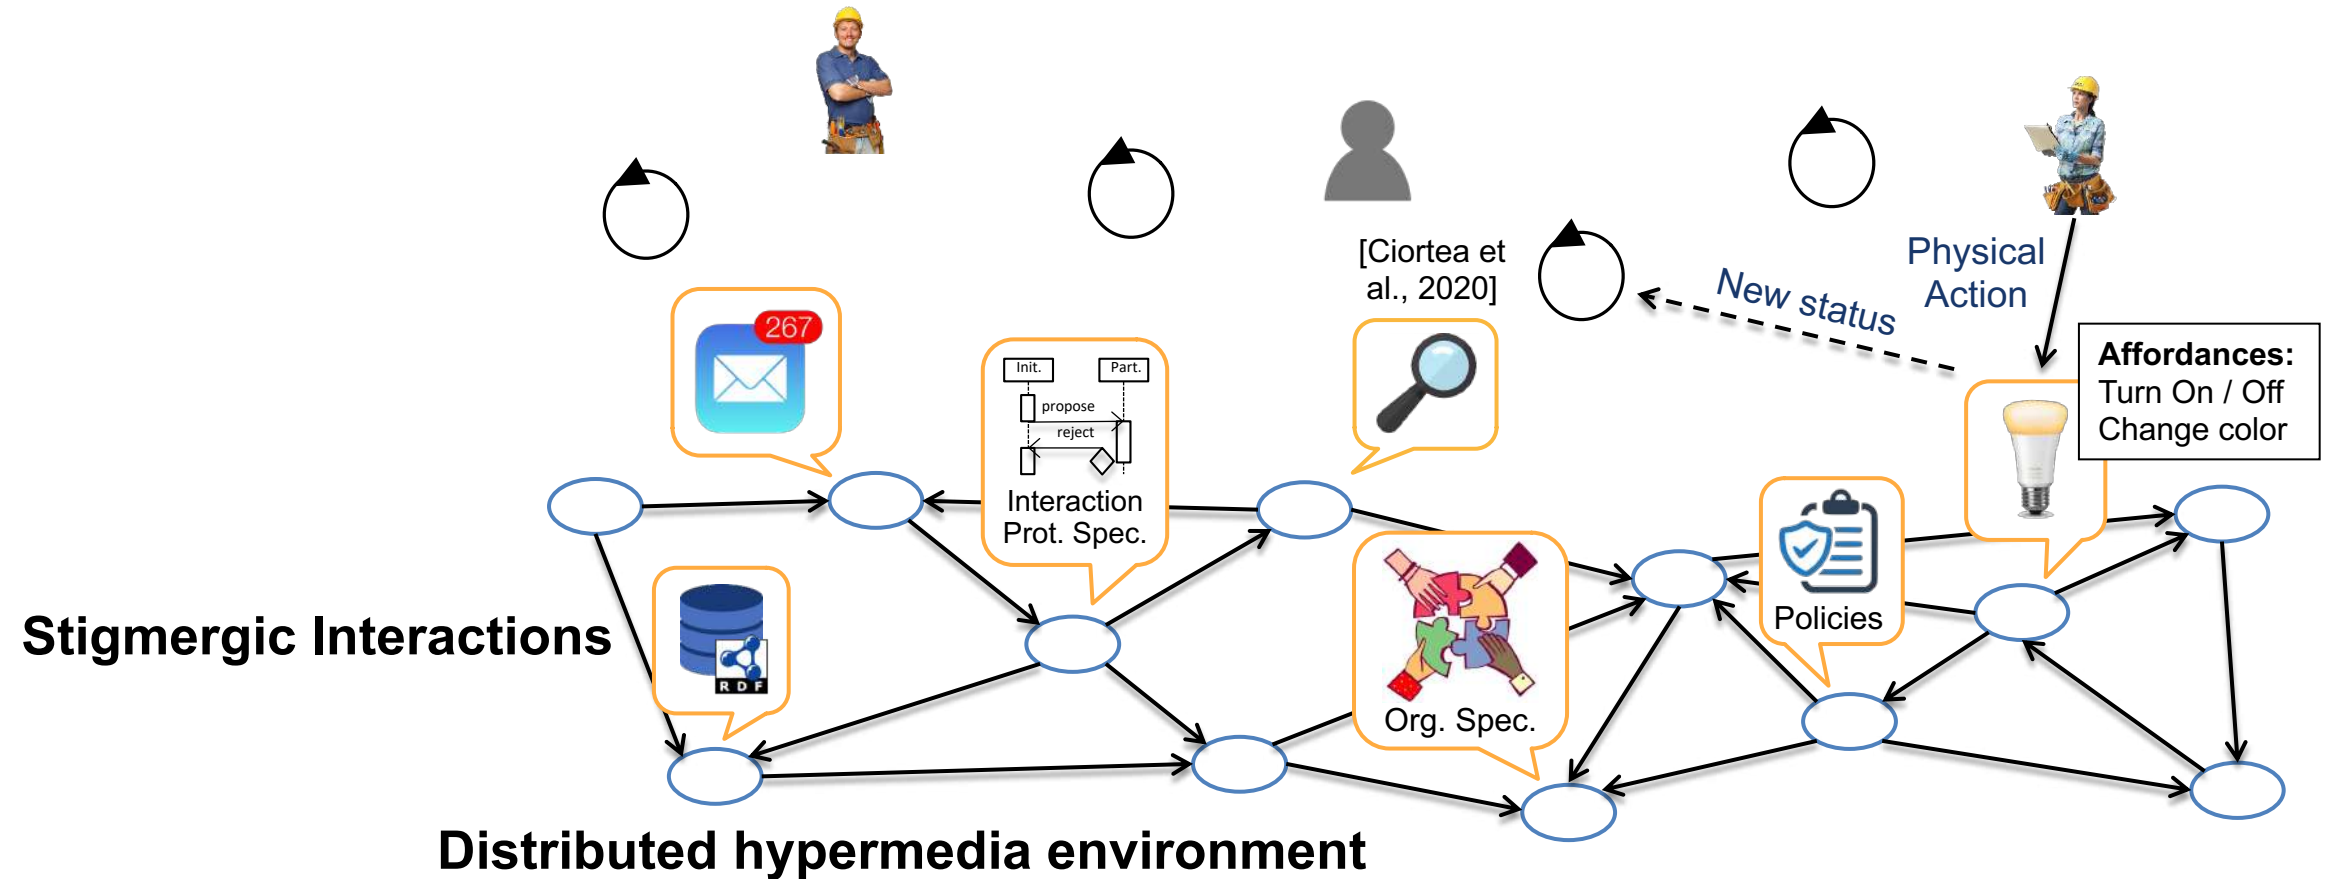 [Ciortea et
al., 2020]
Physical
Action
New status
267
Affordances:
Turn On / Off
Change color
Init.
Part.
propose
reject
Interaction
Prot. Spec.
Policies
Stigmergic Interactions
RDF
Org. Spec.
Distributed hypermedia environment